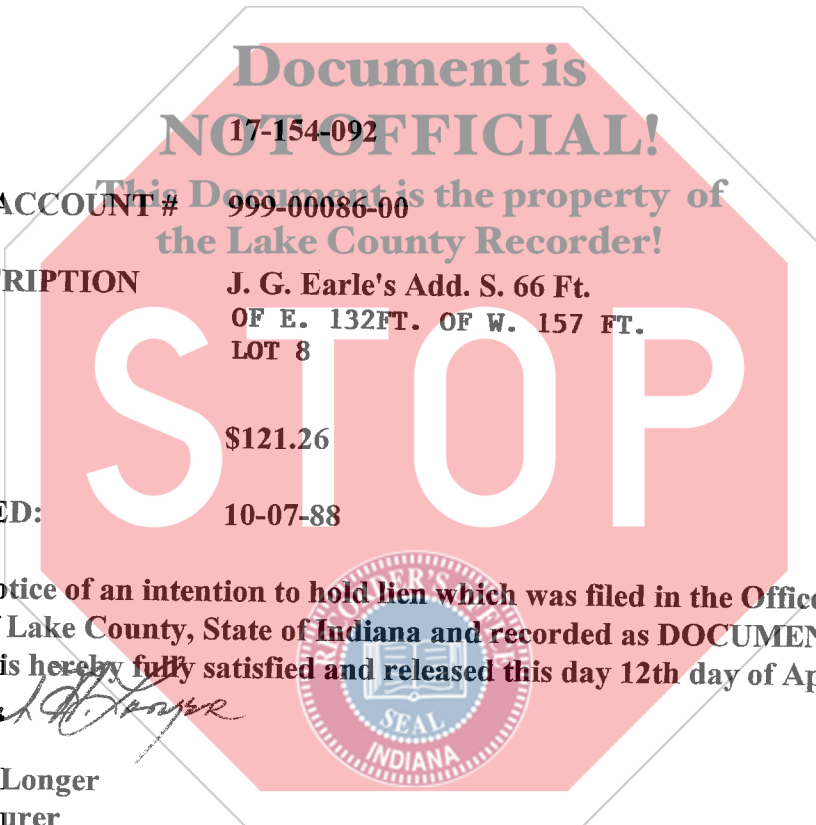 Document is
17-154-092
NOT OFFICIAL!
This Document is the property of
ACCOUNT # 999-00086-00
the Lake County Recorder!
RIPTION J. G. Earle's Add. S. 66 Ft.
OF E. 132FT. OF W. 157 FT.
LOT 8
STOP
$121.26
ED: 10-07-88
otice of an intention to hold lien which was filed in the Office
f Lake County, State of Indiana and recorded as DOCUMEN
is hereby fully satisfied and released this day 12th day of Ap
SEAL
INDIANA
Longer
urer